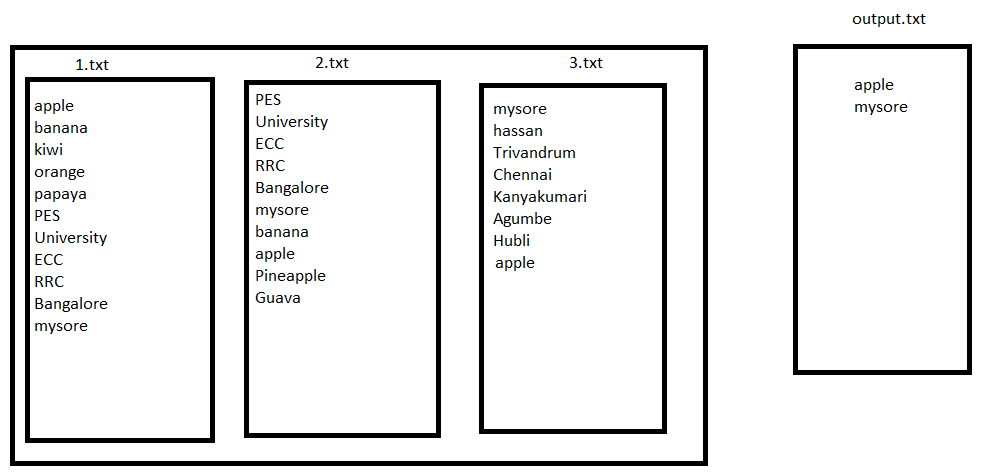 output.txt
1.txt
2.txt
3.txt
apple
banana
kiwi
orange
papaya
PES
University
ECC
RRC
Bangalore
mysore
PES
University
ECC
RRC
Bangalore
mysore
banana
apple
Pineapple
Guava
mysore
hassan
Trivandrum
Chennai
Kanyakumari
Agumbe
Hubli
apple
apple
mysore